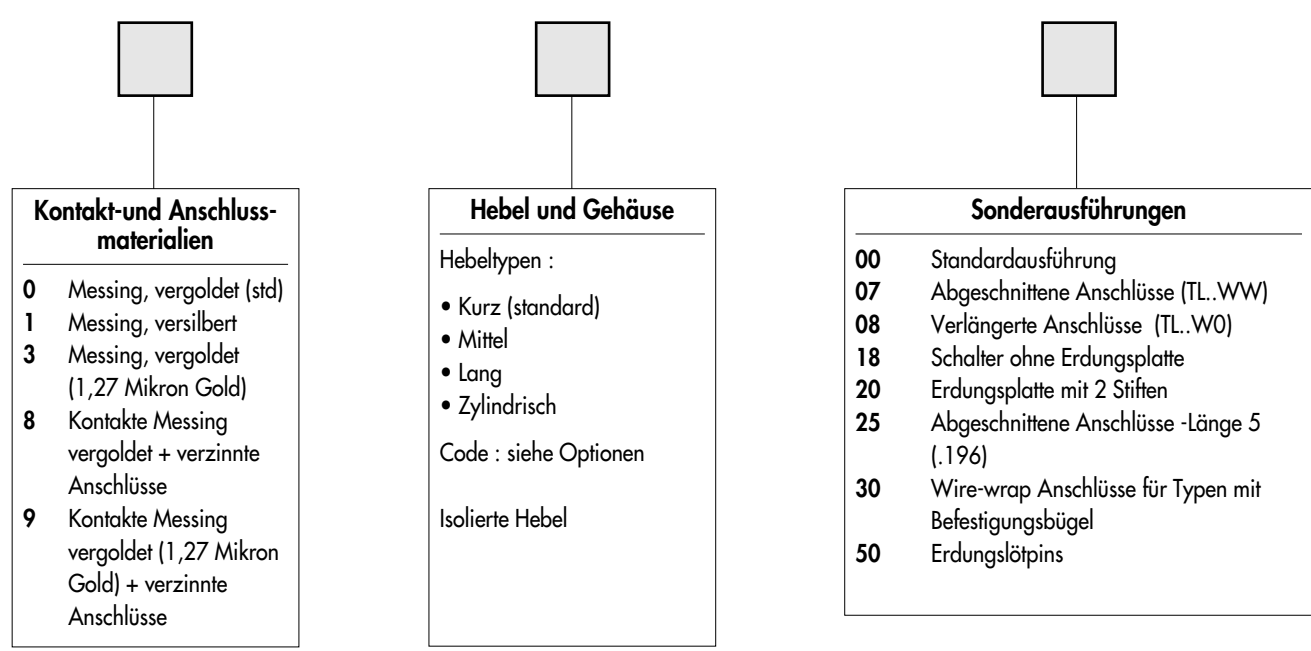 Kontakt-und Anschluss-
materialien
0 Messing, vergoldet (std)
1 Messing, versilbert
3 Messing, vergoldet
(1,27 Mikron Gold)
8 Kontakte Messing
vergoldet + verzinnte
Anschlüsse
9 Kontakte Messing
vergoldet (1,27 Mikron
Gold) + verzinnte
Anschlüsse
Hebel und Gehäuse
Hebeltypen :
• Kurz (standard)
• Mittel
• Lang
• Zylindrisch
Code : siehe Optionen
Isolierte Hebel
Sonderausführungen
00 Standardausführung
07 Abgeschnittene Anschlüsse (TL..WW)
08 Verlängerte Anschlüsse (TL..W0)
18 Schalter ohne Erdungsplatte
20 Erdungsplatte mit 2 Stiften
25 Abgeschnittene Anschlüsse -Länge 5
(.196)
30 Wire-wrap Anschlüsse für Typen mit
Befestigungsbügel
50 Erdungslötpins